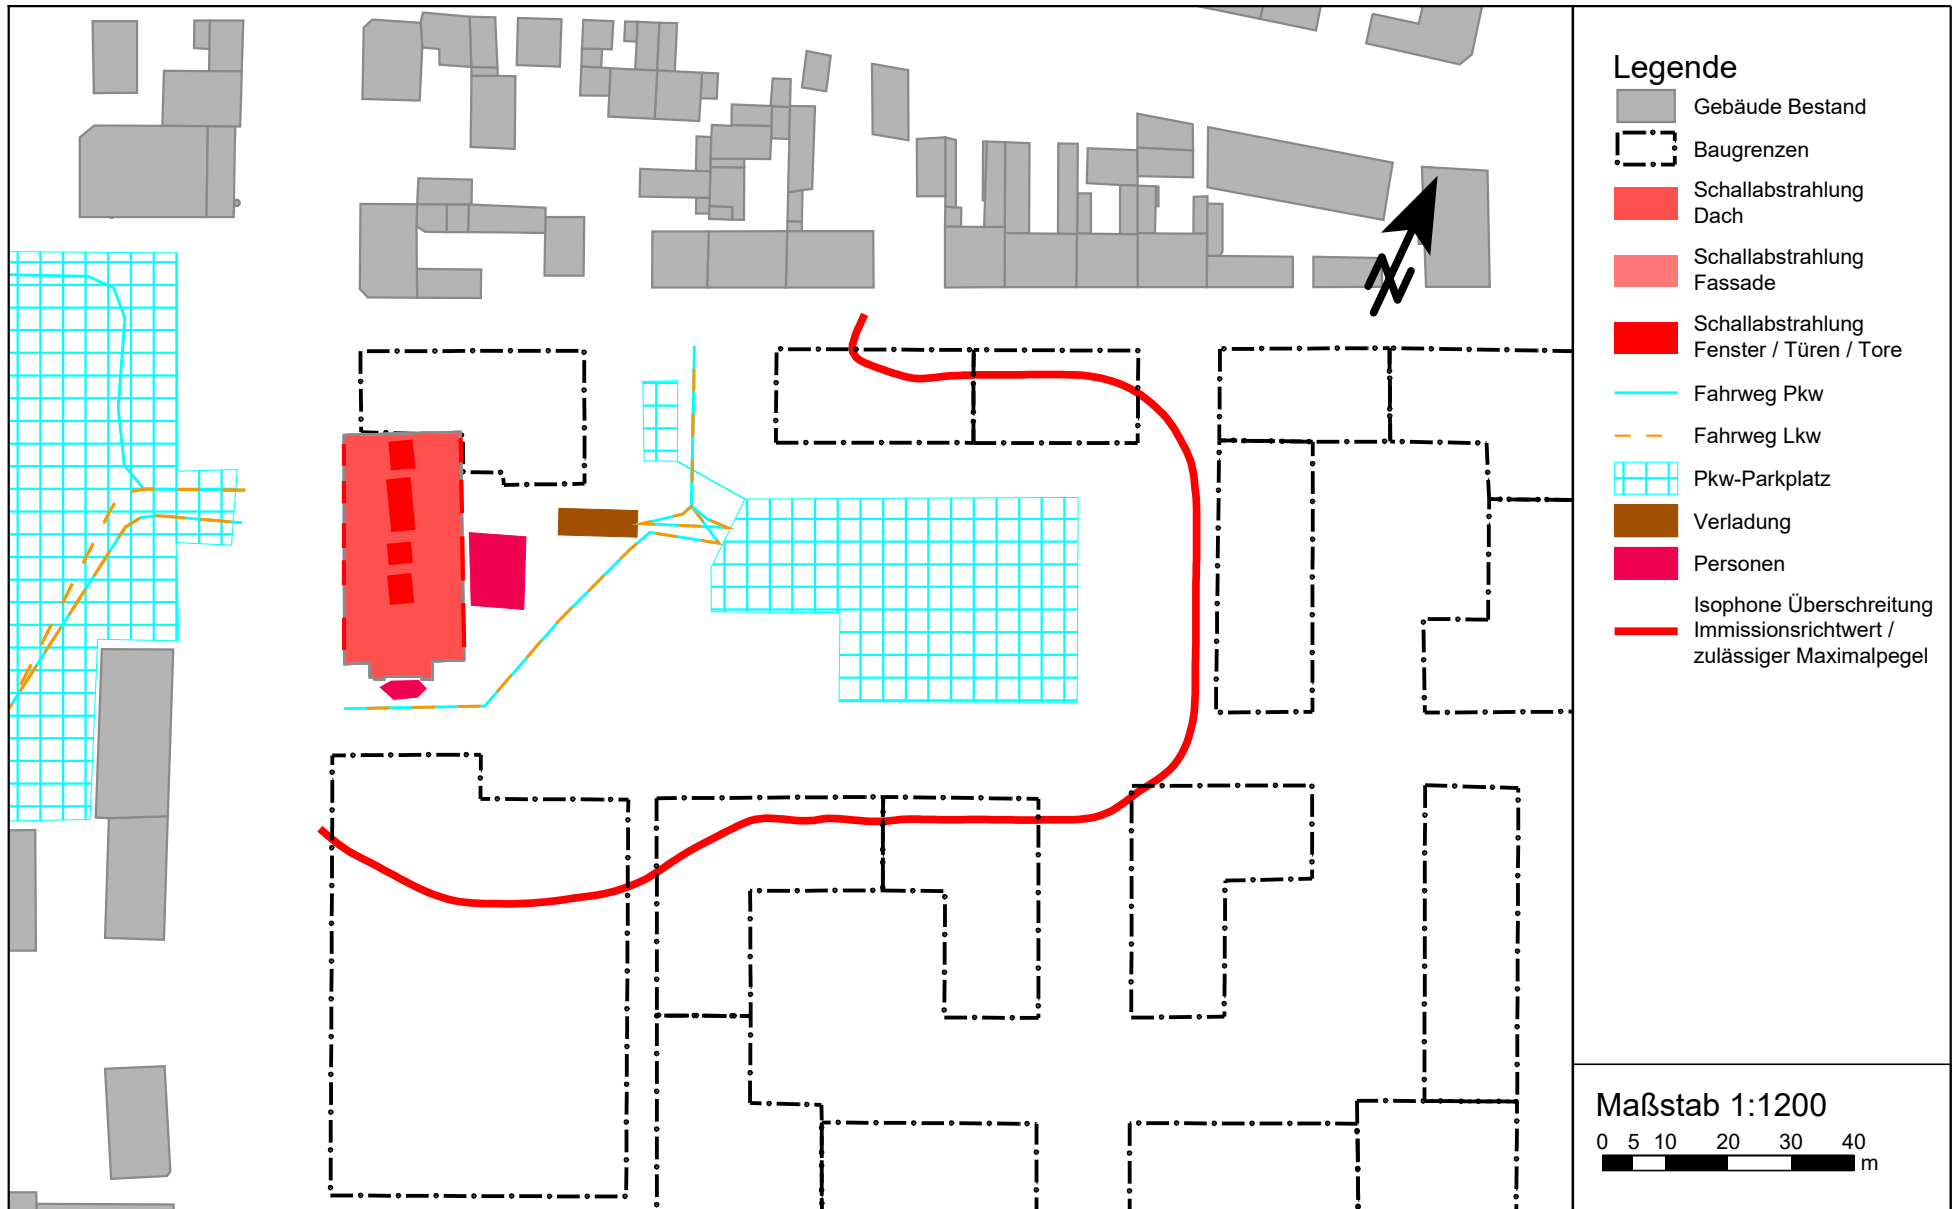 Legende
Gebäude Bestand
Baugrenzen
Schallabstrahlung
Dach
Schallabstrahlung
Fassade
Schallabstrahlung
Fenster / Türen / Tore
Fahrweg Pkw
Fahrweg Lkw
Pkw-Parkplatz
Verladung
Personen
Isophone Überschreitung
Immissionsrichtwert /
zulässiger Maximalpegel
Maßstab 1:1200
0 5 10 20 30 40
m